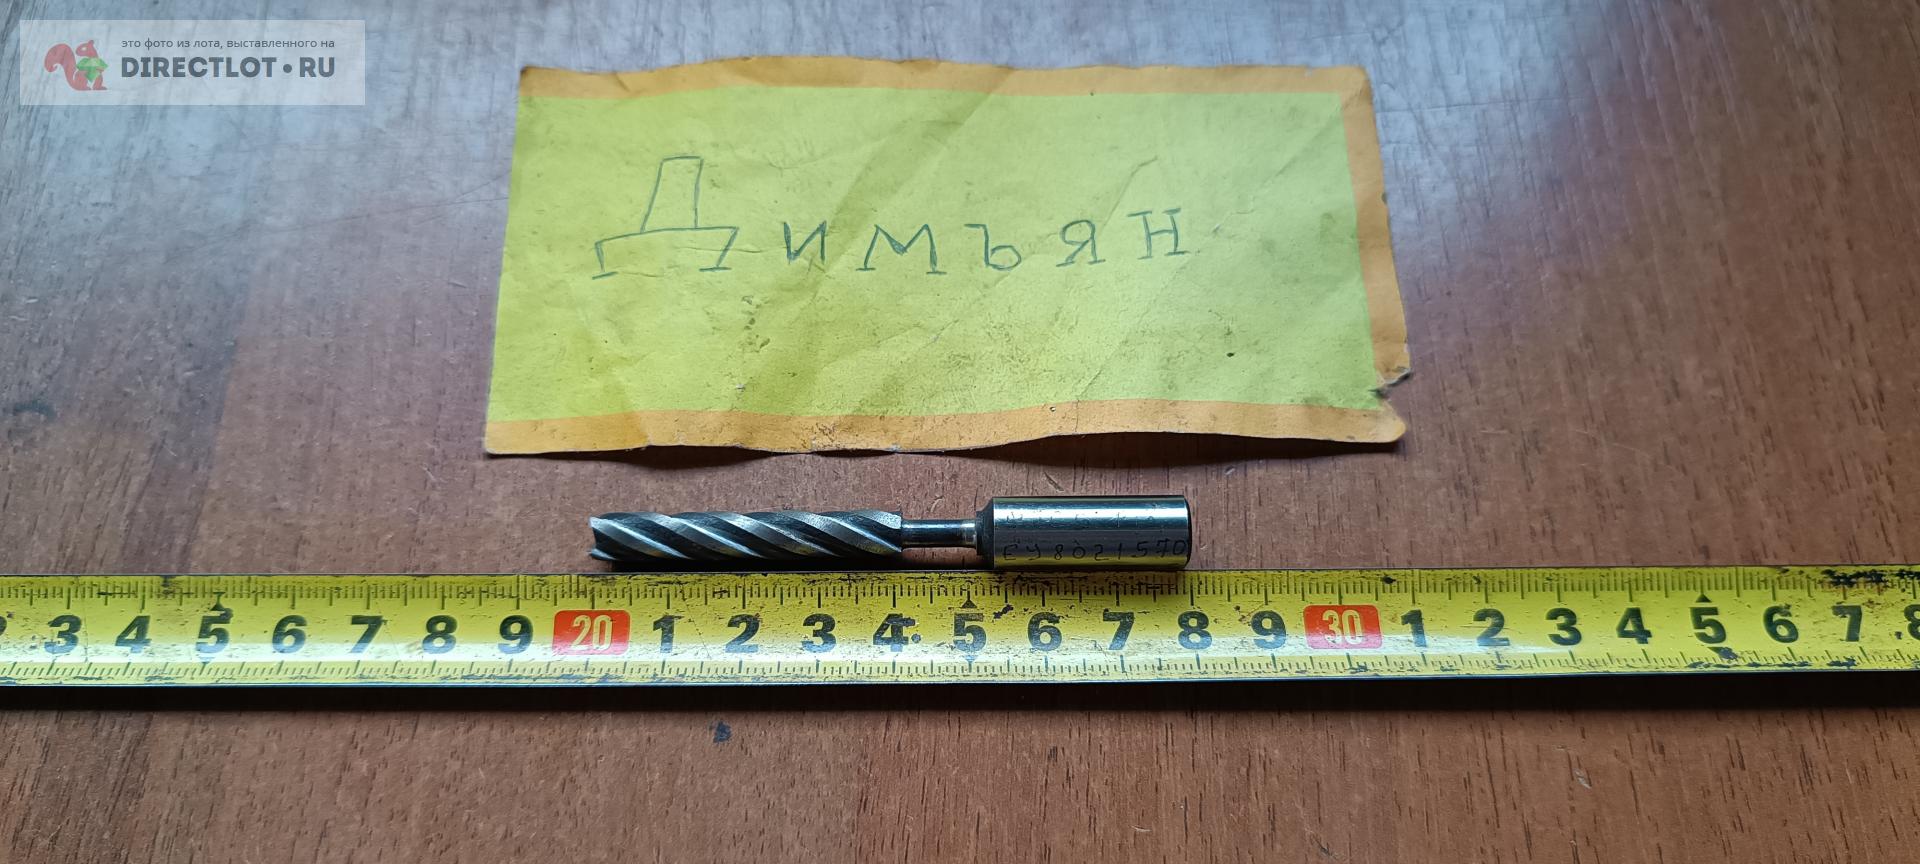 это фото из лота, выставленного на
DIRECTLOT•RU
Димъян
ЕУ8021570
3 4 5 6 7 8 9 20 1 2 3 4 5 6 7 8 9 30 1 2 3 4 5 6 7 8